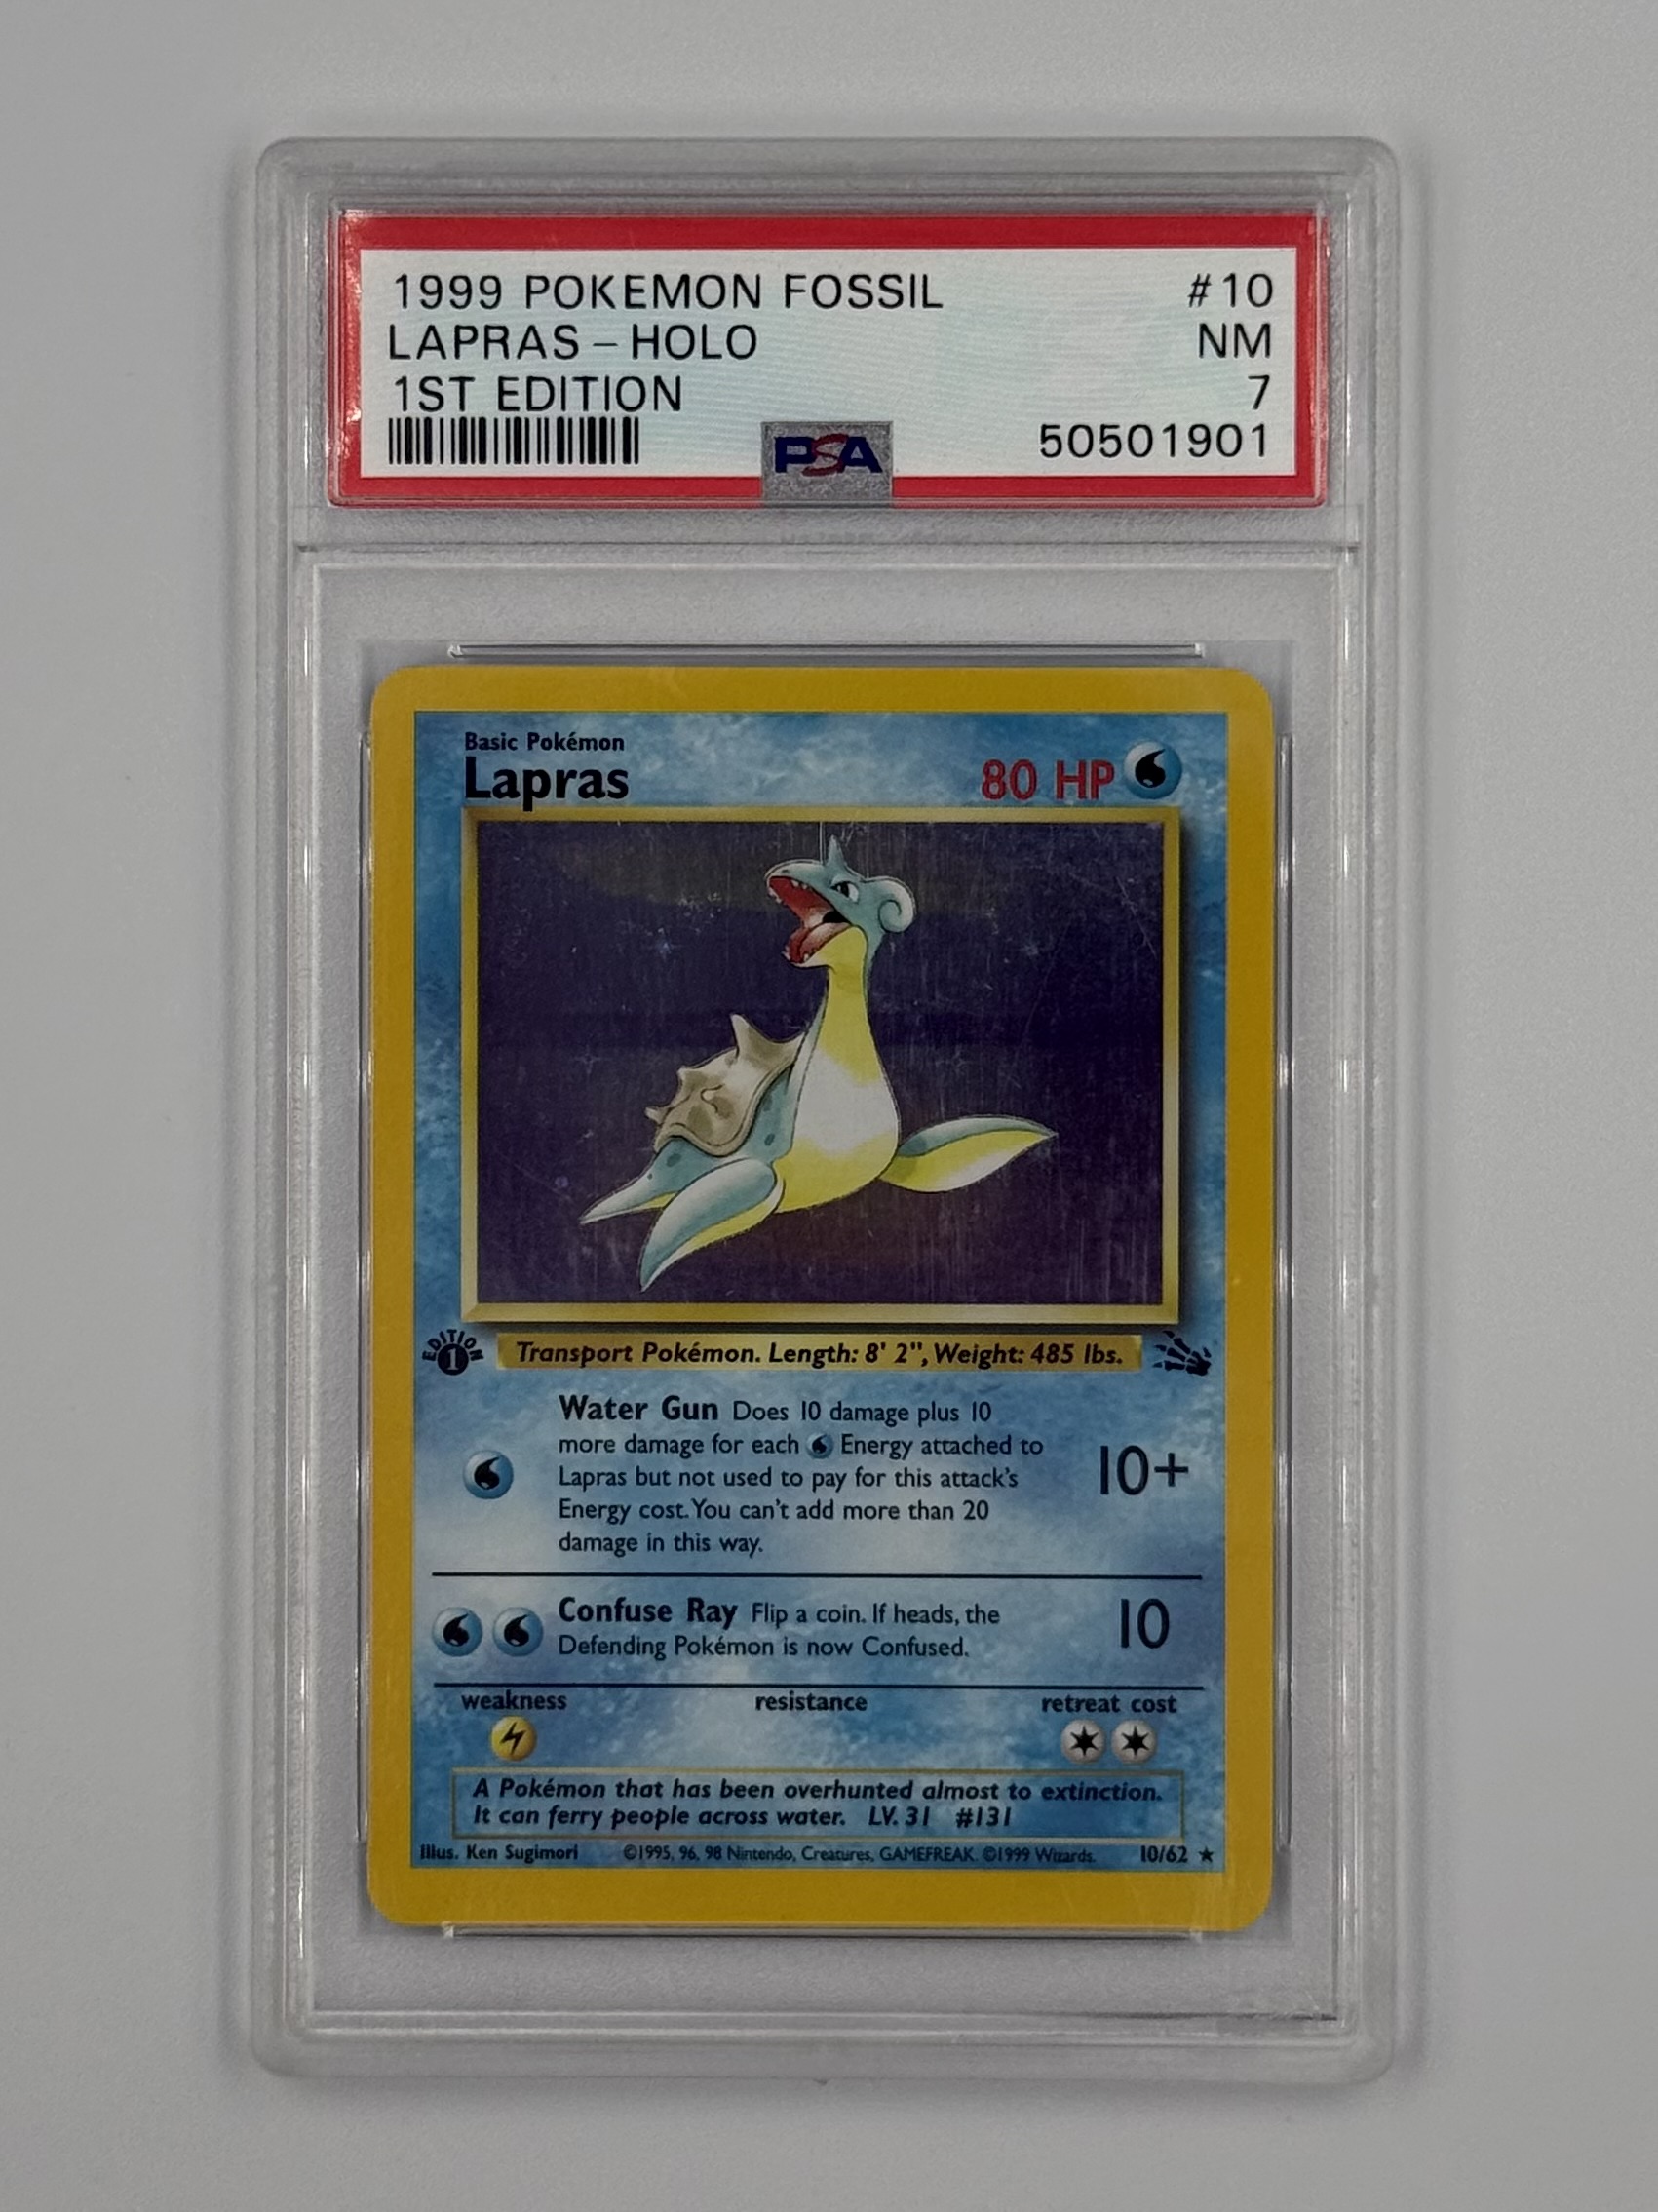 1999 POKEMON FOSSIL #10
LAPRAS - HOLO NM
1ST EDITION 7
PSA 50501901
Basic Pokémon
Lapras 80 HP
EDITION 1
Transport Pokémon. Length: 8' 2", Weight: 485 lbs.
Water Gun Does 10 damage plus 10
more damage for each Energy attached to
Lapras but not used to pay for this attack's
Energy cost. You can't add more than 20
damage in this way.
10+
Confuse Ray Flip a coin. If heads, the
Defending Pokémon is now Confused.
10
weakness resistance retreat cost
A Pokémon that has been overhunted almost to extinction.
It can ferry people across water. LV. 31 #131
Illus. Ken Sugimori ©1995, 96, 98 Nintendo, Creatures, GAMEFREAK. ©1999 Wizards. 10/62 ★